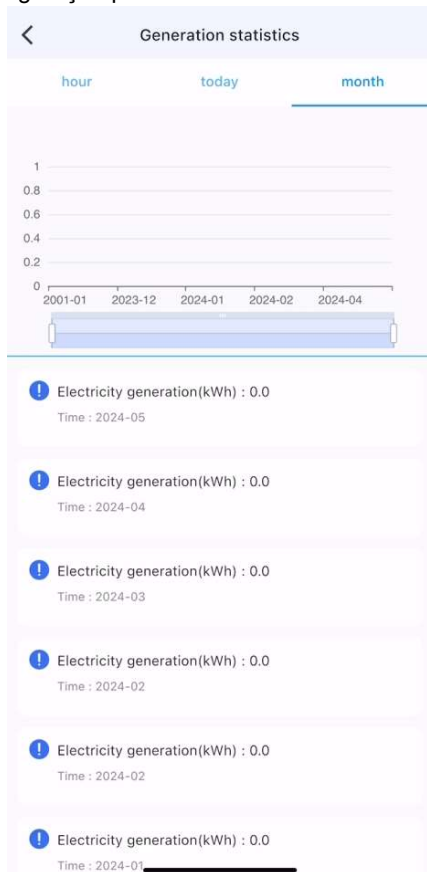 Generation statistics
hour today month
1
0.8
0.6
0.4
0.2
0
2001-01 2023-12 2024-01 2024-02 2024-04
Electricity generation(kWh) : 0.0
Time : 2024-05
Electricity generation(kWh) : 0.0
Time : 2024-04
Electricity generation(kWh) : 0.0
Time : 2024-03
Electricity generation(kWh) : 0.0
Time : 2024-02
Electricity generation(kWh) : 0.0
Time : 2024-02
Electricity generation(kWh) : 0.0
Time : 2024-01